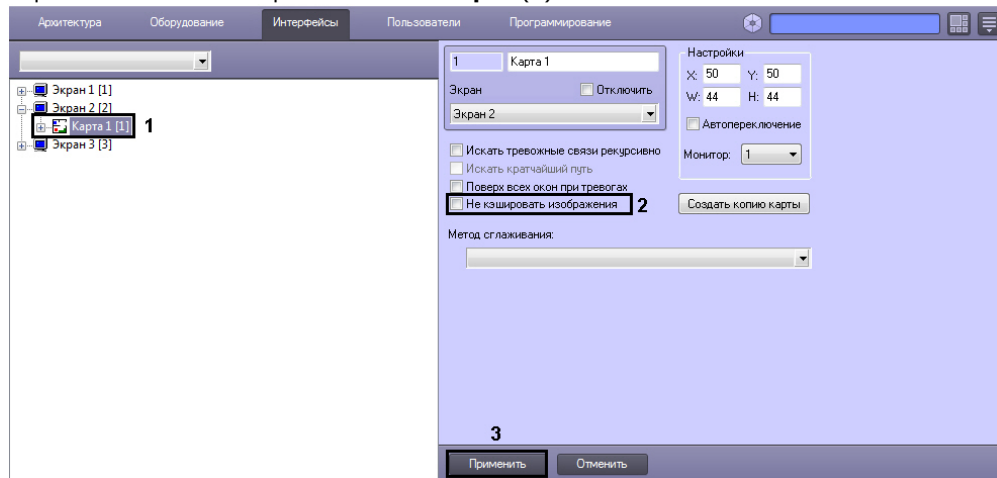 Архитектура Оборудование Интерфейсы Пользователи Программирование
Экран 1 [1]
Экран 2 [2]
Карта 1 [1] 1
Экран 3 [3]
1 Карта 1
Экран Отключить
Экран 2
Искать тревожные связи рекурсивно
Искать кратчайший путь
Поверх всех окон при тревогах
Не кэшировать изображения 2
Метод сглаживания:
Настройки
X: 50 Y: 50
W: 44 H: 44
Автопереключение
Монитор: 1
Создать копию карты
3
Применить Отменить